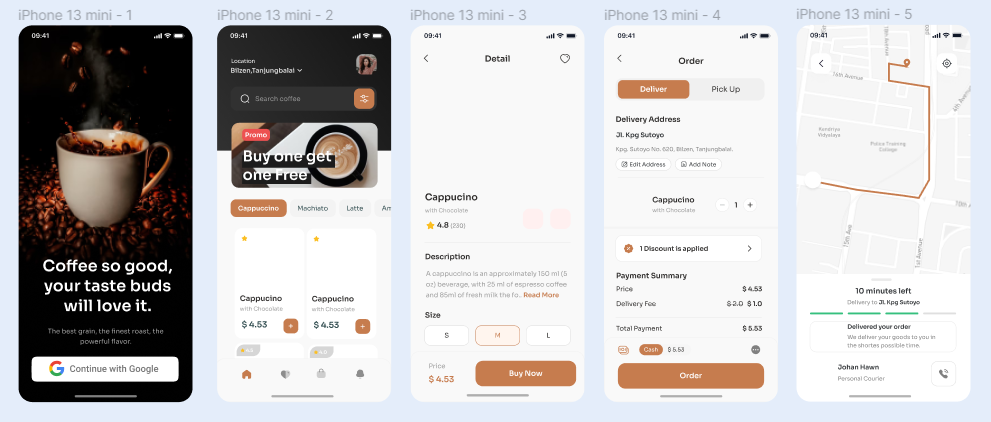 iPhone 13 mini - 1
09:41
Coffee so good,
your taste buds
will love it.
The best grain, the finest roast, the
powerful flavor.
Continue with Google
iPhone 13 mini - 2
09:41
Location
Bilzen,Tanjungbalai
Search coffee
Promo
Buy one get
one Free
Cappuccino
Machiato
Latte
Am
Cappucino
with Chocolate
$ 4.53
+
Cappucino
with Chocolate
$ 4.53
+
iPhone 13 mini - 3
09:41
Detail
Cappucino
with Chocolate
4.8 (230)
Description
A cappuccino is an approximately 150 ml (5
oz) beverage, with 25 ml of espresso coffee
and 85ml of fresh milk the fo.. Read More
Size
S
M
L
Price
$ 4.53
Buy Now
iPhone 13 mini - 4
09:41
Order
Deliver
Pick Up
Delivery Address
Jl. Kpg Sutoyo
Kpg. Sutoyo No. 620, Bilzen, Tanjungbalai.
Edit Address
Add Note
Cappucino
with Chocolate
- 1 +
1 Discount is applied
Payment Summary
Price $ 4.53
Delivery Fee $ 2.0 $ 1.0
Total Payment $ 5.53
Cash $ 5.53
Order
iPhone 13 mini - 5
09:41
16th Avenue
Kendriya
Vidyalaya
Police Training
College
15th Ave
10 minutes left
Delivery to Jl. Kpg Sutoyo
Delivered your order
We deliver your goods to you in
the shortes possible time.
Johan Hawn
Personal Courier